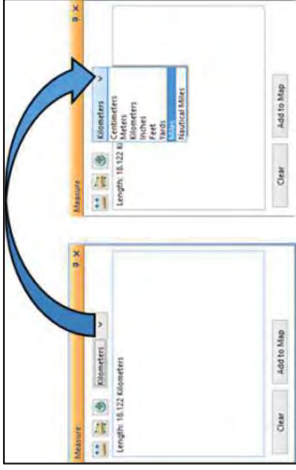 Measure
Kilometers
Length: 18.122 Kilometers
Clear
Add to Map
Measure
Kilometers
Centimeters
Meters
Kilometers
Inches
Feet
Yards
Miles
Nautical Miles
Length: 18.122 Ki
Clear
Add to Map